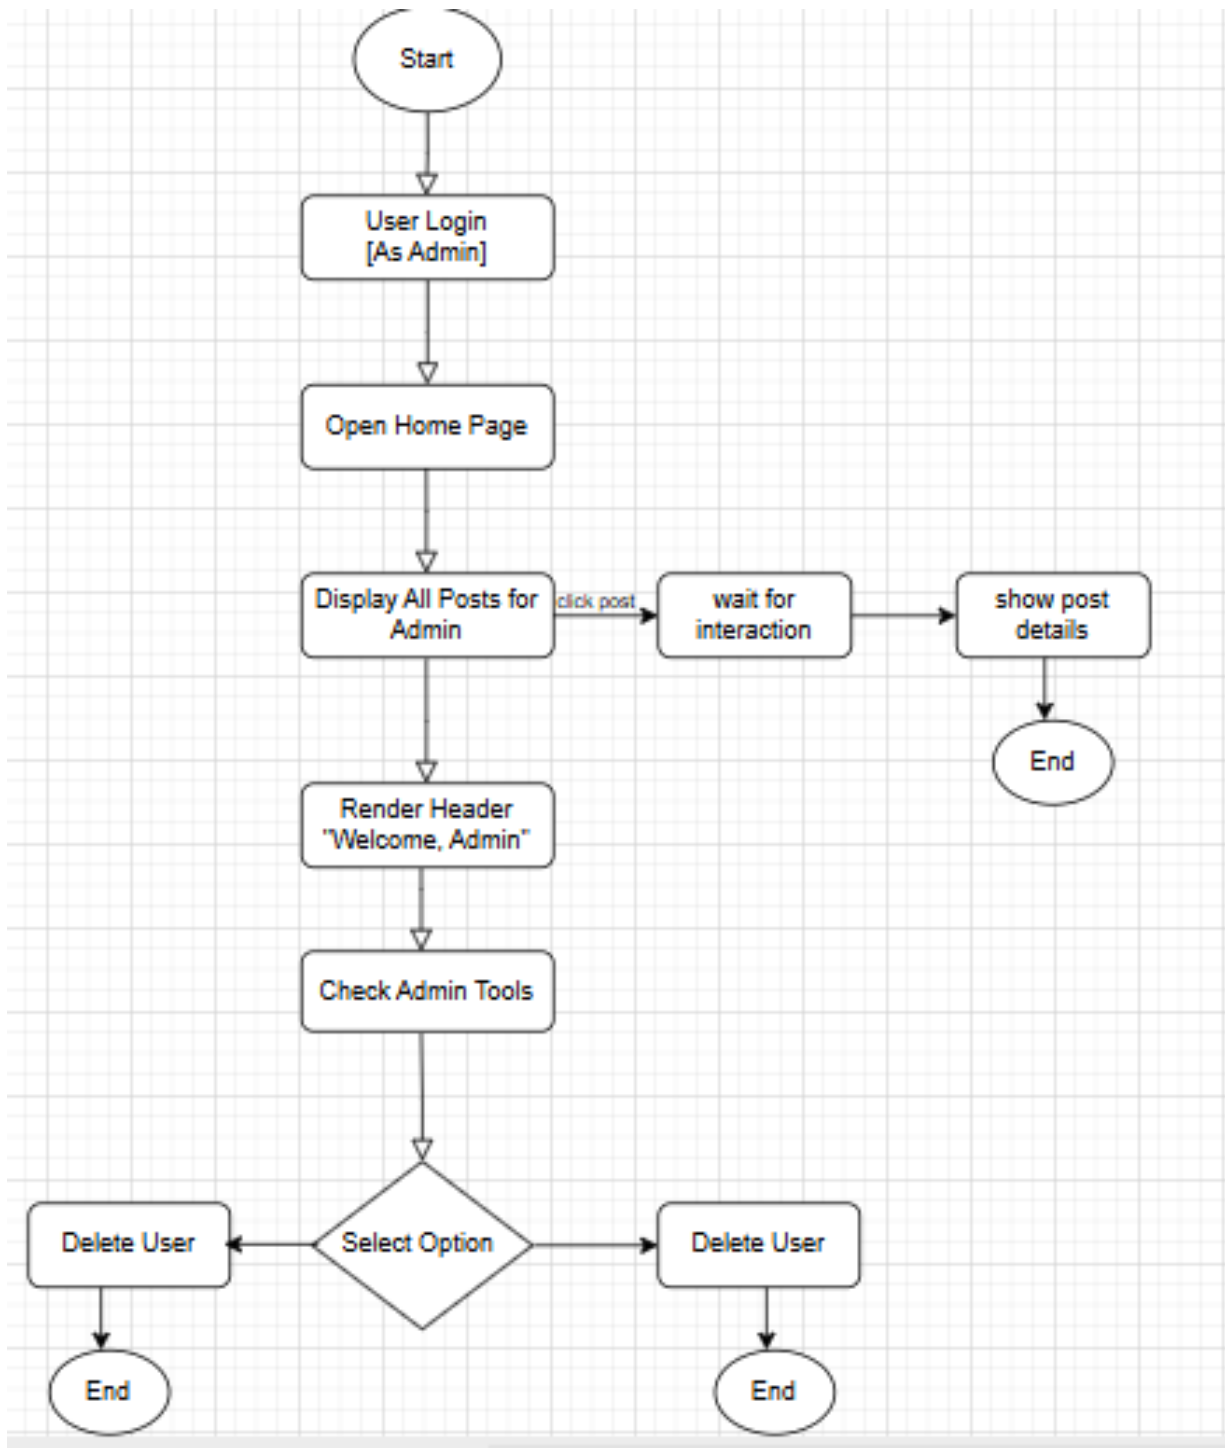 Start
User Login
[As Admin]
Open Home Page
Display All Posts for
Admin
click post
wait for
interaction
show post
details
End
Render Header
"Welcome, Admin"
Check Admin Tools
Select Option
Delete User
Delete User
End
End